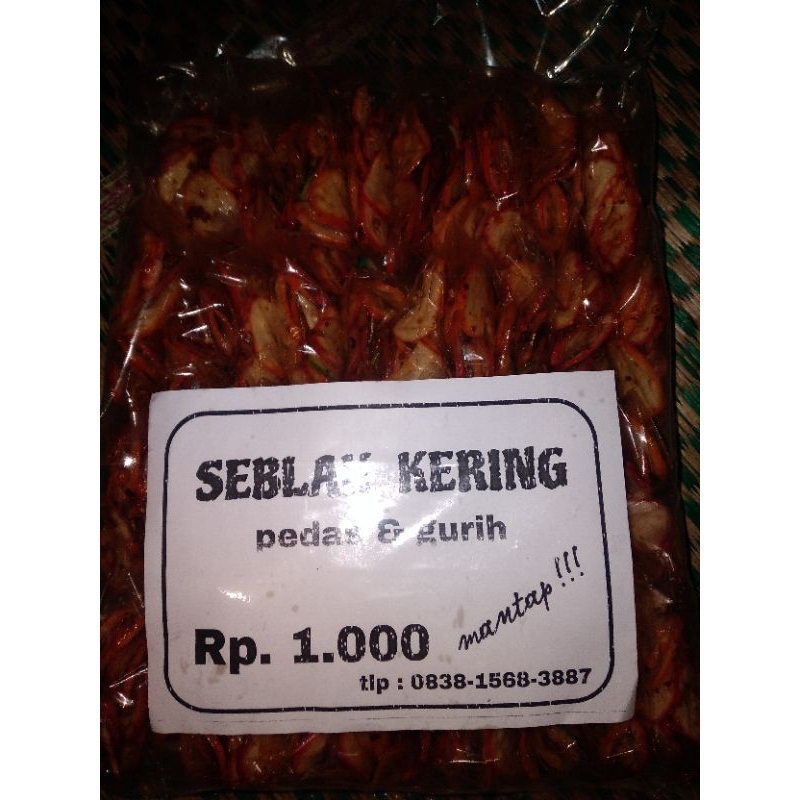 SEBLAK KERING
pedas & gurih
mantap!!!
Rp. 1.000
tlp : 0838-1568-3887